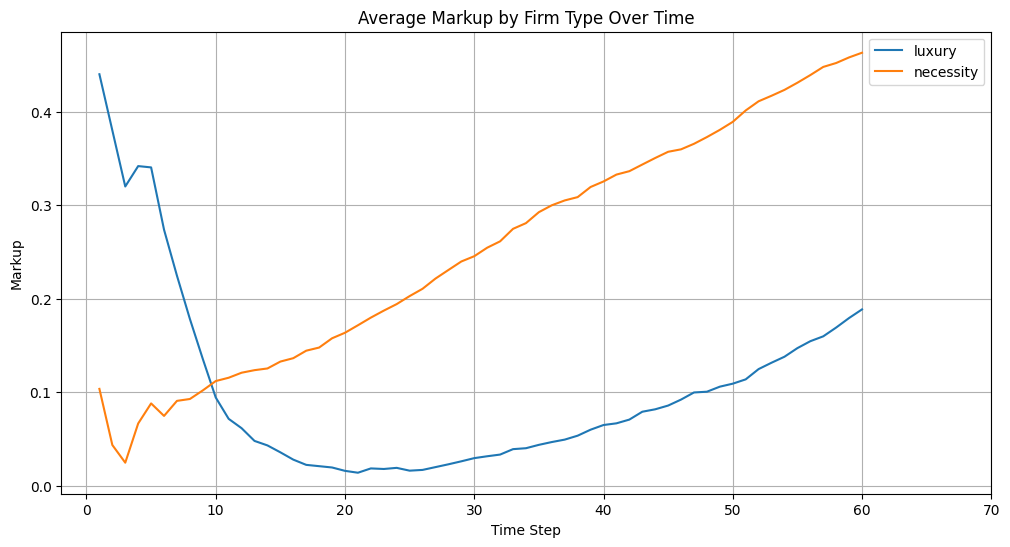 Average Markup by Firm Type Over Time
luxury
necessity
Markup
0.4
0.3
0.2
0.1
0.0
0 10 20 30 40 50 60 70
Time Step